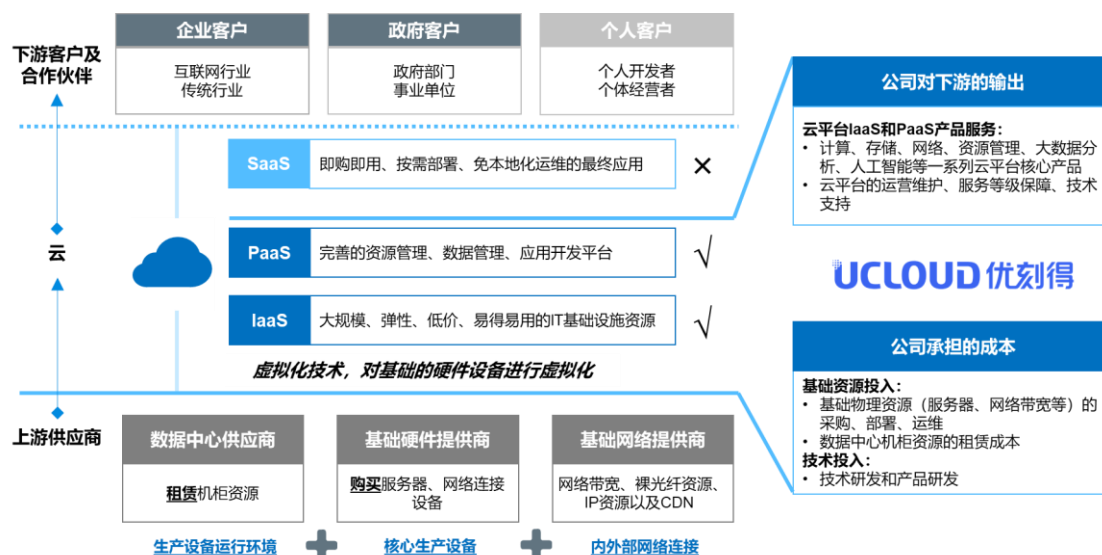 下游客户及
合作伙伴
云
上游供应商
企业客户
互联网行业
传统行业
政府客户
政府部门
事业单位
个人客户
个人开发者
个体经营者
SaaS
即购即用、按需部署、免本地化运维的最终应用
×
PaaS
完善的资源管理、数据管理、应用开发平台
√
IaaS
大规模、弹性、低价、易得易用的IT基础设施资源
√
虚拟化技术，对基础的硬件设备进行虚拟化
数据中心供应商
租赁机柜资源
生产设备运行环境
基础硬件提供商
购买服务器、网络连接
设备
核心生产设备
基础网络提供商
网络带宽、裸光纤资源、
IP资源以及CDN
内外部网络连接
公司对下游的输出
云平台IaaS和PaaS产品服务：
• 计算、存储、网络、资源管理、大数据分
析、人工智能等一系列云平台核心产品
• 云平台的运营维护、服务等级保障、技术
支持
UCLOUD优刻得
公司承担的成本
基础资源投入：
• 基础物理资源（服务器、网络带宽等）的
采购、部署、运维
• 数据中心机柜资源的租赁成本
技术投入：
• 技术研发和产品研发